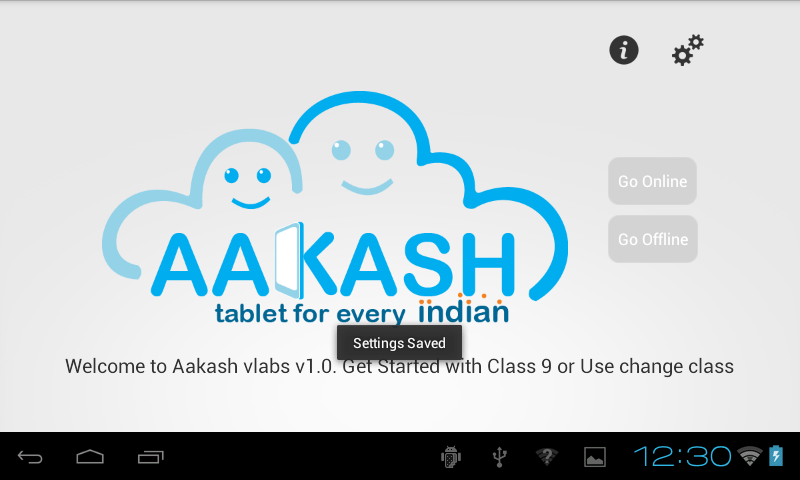 Go Online
Go Offline
AAKASH
tablet for every indian
Settings Saved
Welcome to Aakash vlabs v1.0. Get Started with Class 9 or Use change class
12:30